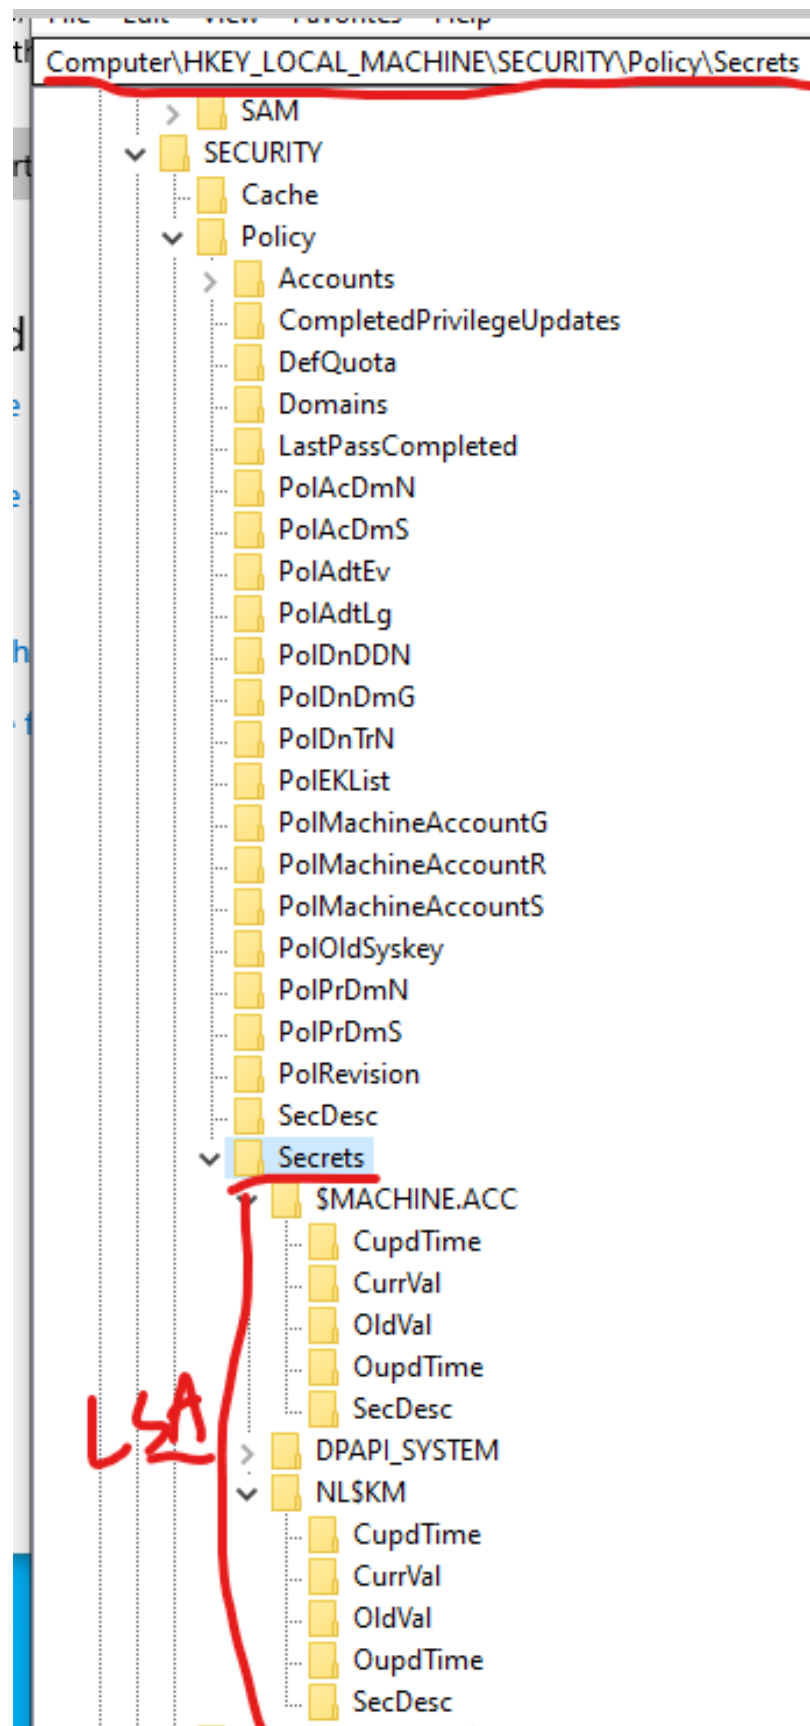 Computer\HKEY_LOCAL_MACHINE\SECURITY\Policy\Secrets
SAM
SECURITY
Cache
Policy
Accounts
CompletedPrivilegeUpdates
DefQuota
Domains
LastPassCompleted
PolAcDmN
PolAcDmS
PolAdtEv
PolAdtLg
PolDnDDN
PolDnDmG
PolDnTrN
PolEKList
PolMachineAccountG
PolMachineAccountR
PolMachineAccountS
PolOldSyskey
PolPrDmN
PolPrDmS
PolRevision
SecDesc
Secrets
$MACHINE.ACC
CupdTime
CurrVal
OldVal
OupdTime
SecDesc
LSA
DPAPI_SYSTEM
NL$KM
CupdTime
CurrVal
OldVal
OupdTime
SecDesc